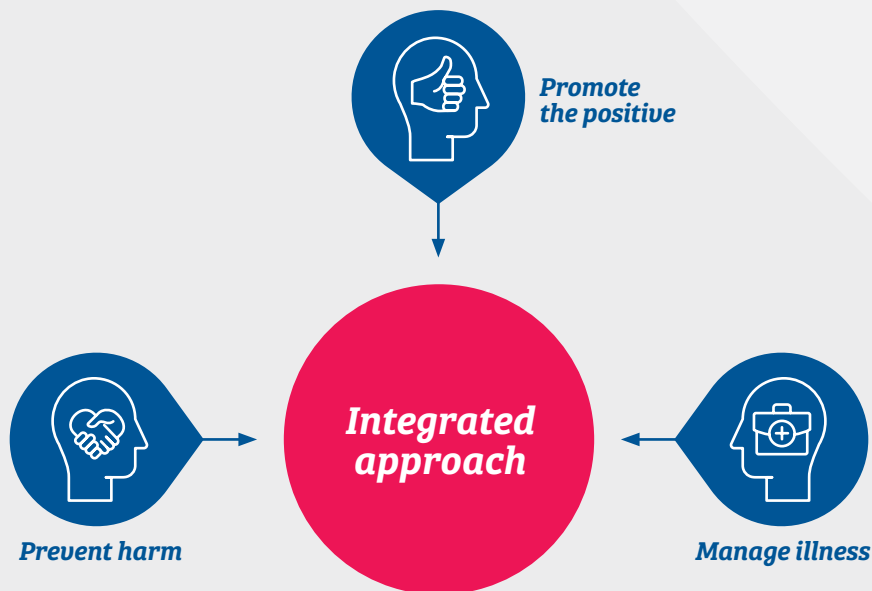 Promote
the positive
Integrated
approach
Prevent harm
Manage illness